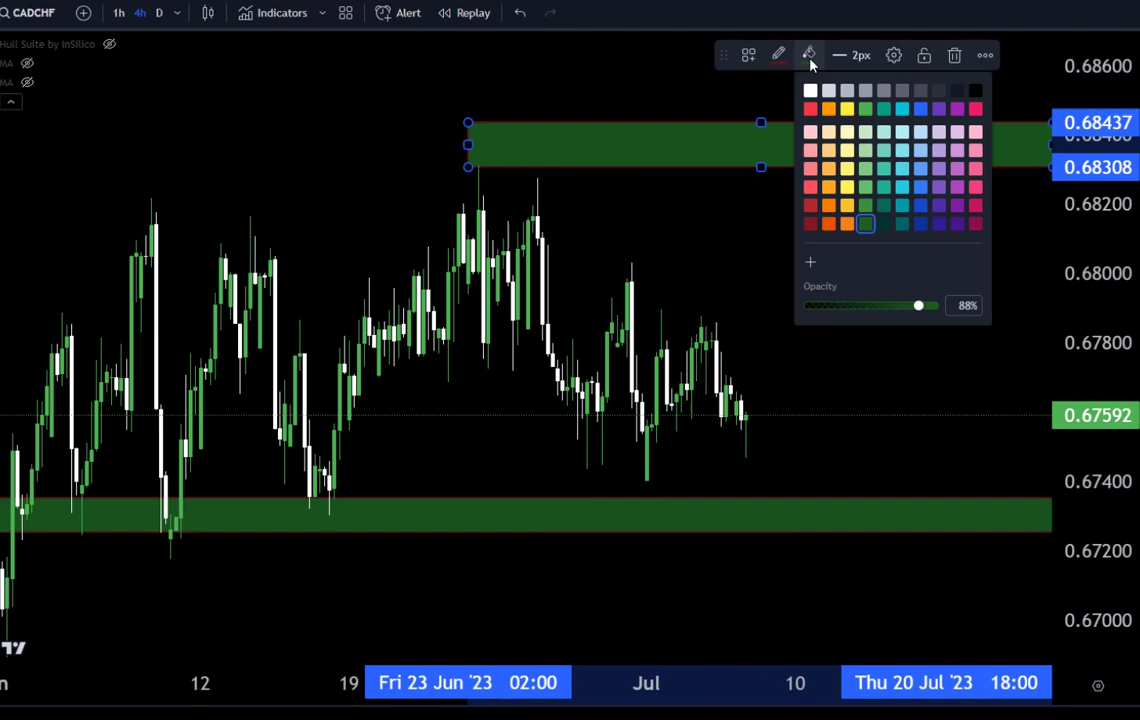 CADCHF 1h 4h D Indicators Alert Replay
Hull Suite by InSilico
MA
MA
2px
0.68600
0.68437
0.68308
0.68200
0.68000
Opacity
88%
0.67800
0.67592
0.67400
0.67200
0.67000
12 19 Fri 23 Jun '23 02:00 Jul 10 Thu 20 Jul '23 18:00